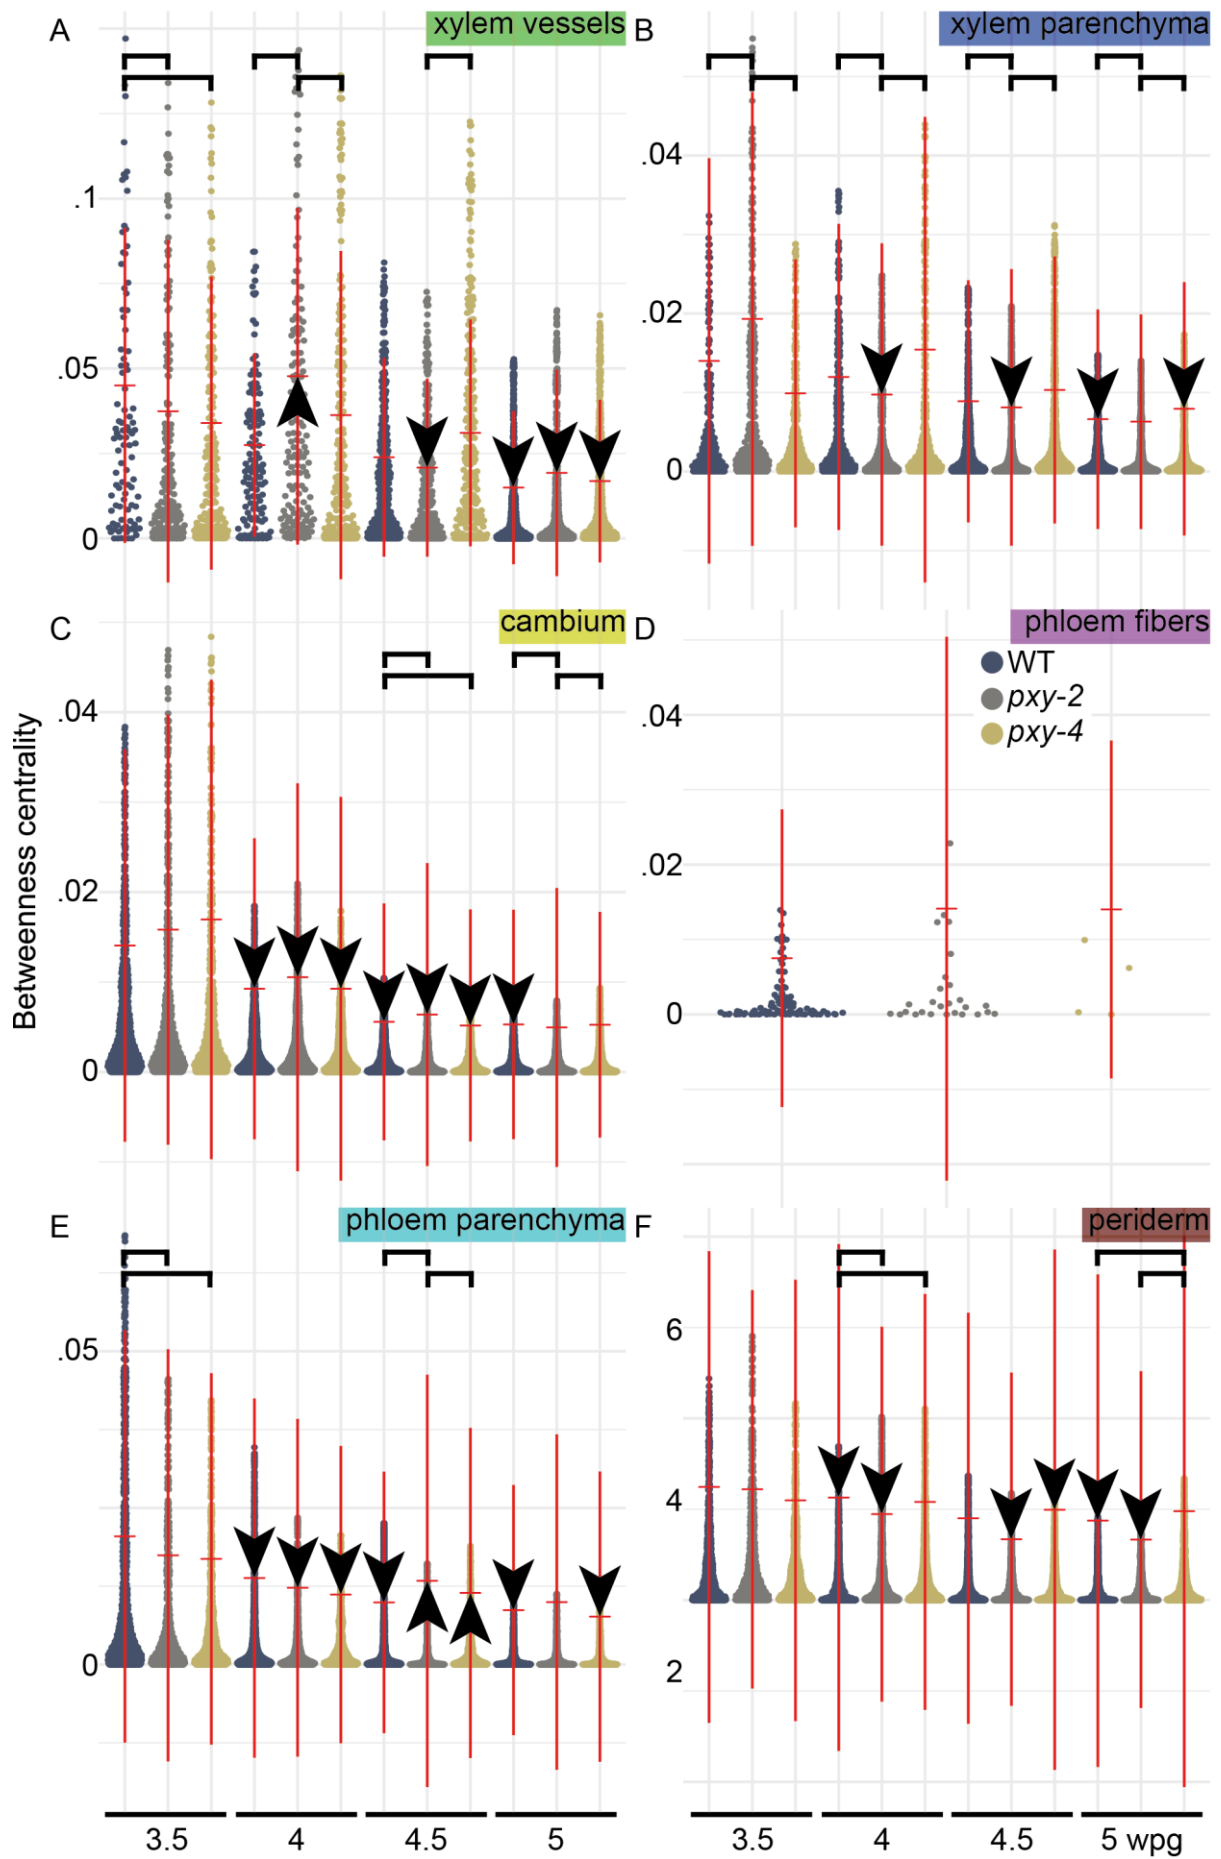 A
xylem vessels
.1
.05
0
B
xylem parenchyma
.04
.02
0
C
cambium
.04
.02
0
D
phloem fibers
WT
pxy-2
pxy-4
.04
.02
0
Betweenness centrality
E
phloem parenchyma
.05
0
F
periderm
6
4
2
3.5 4 4.5 5
3.5 4 4.5 5 wpg